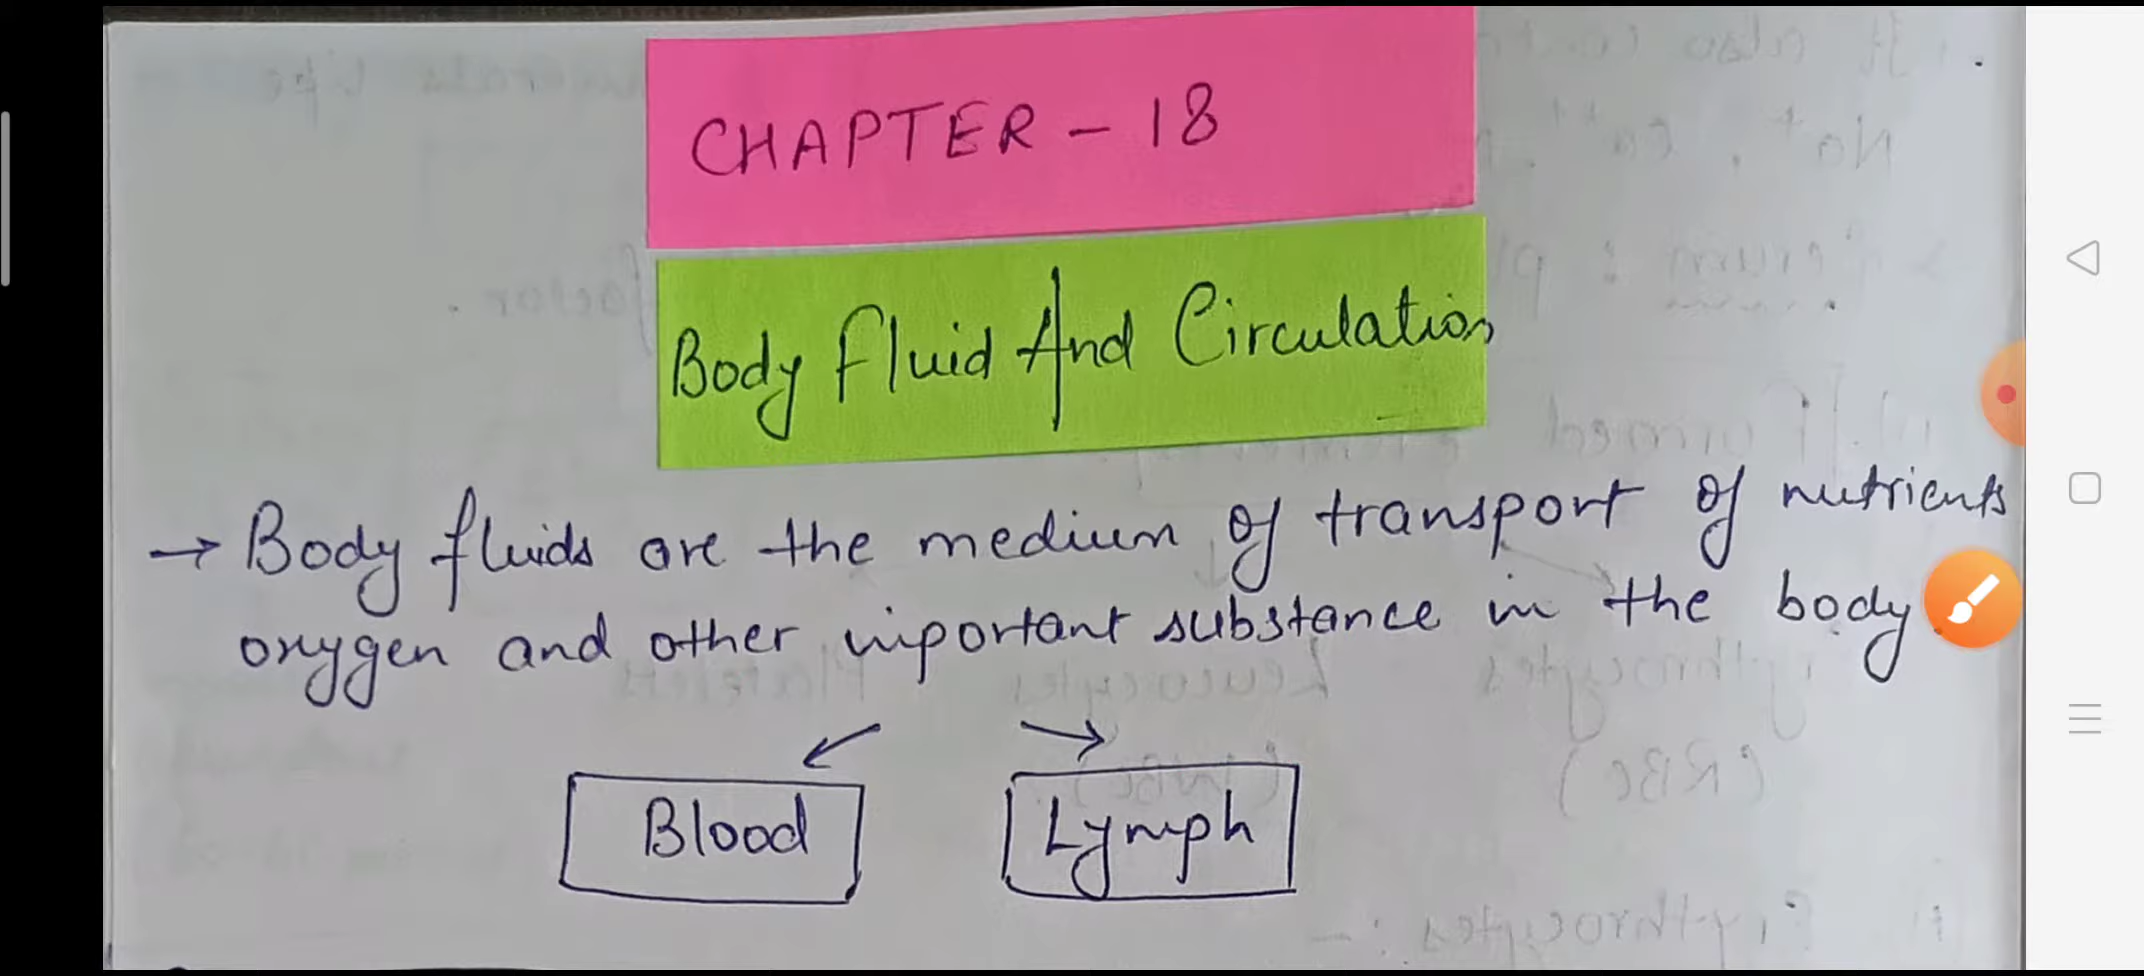 CHAPTER - 18
Body Fluid And Circulation
→ Body fluids are the medium of transport of nutrients
oxygen and other important substance in the body.
Blood Lymph